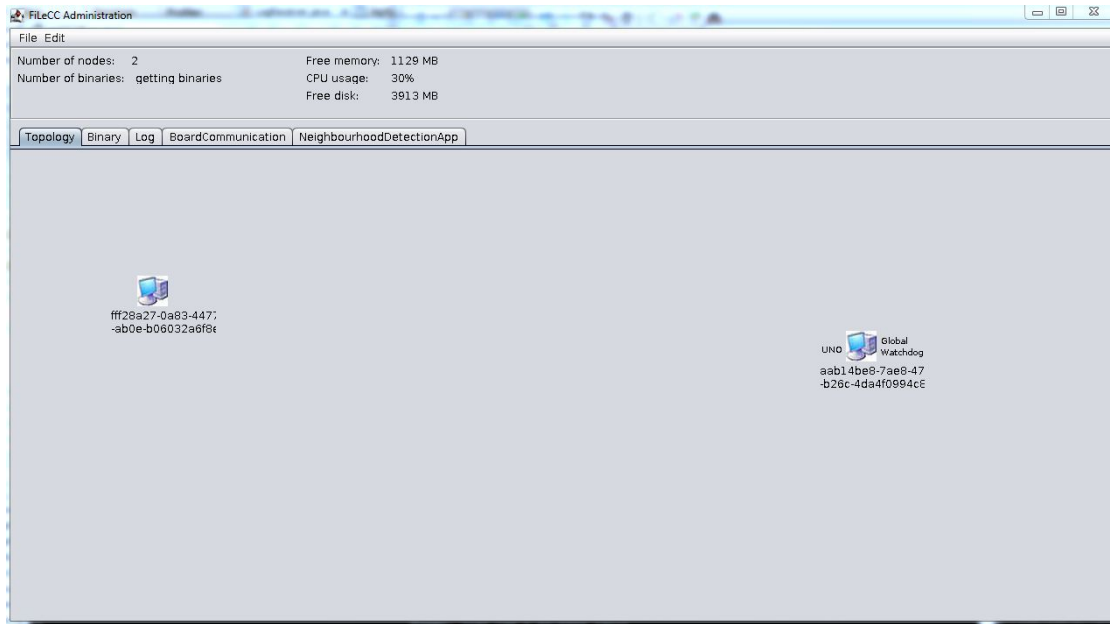 FiLeCC Administration
File Edit
Number of nodes: 2
Number of binaries: getting binaries
Free memory: 1129 MB
CPU usage: 30%
Free disk: 3913 MB
Topology Binary Log BoardCommunication NeighbourhoodDetectionApp
fff28a27-0a83-4477
-ab0e-b06032a6f8e
UNO
Global
Watchdog
aab14be8-7ae8-47
-b26c-4da4f0994c8